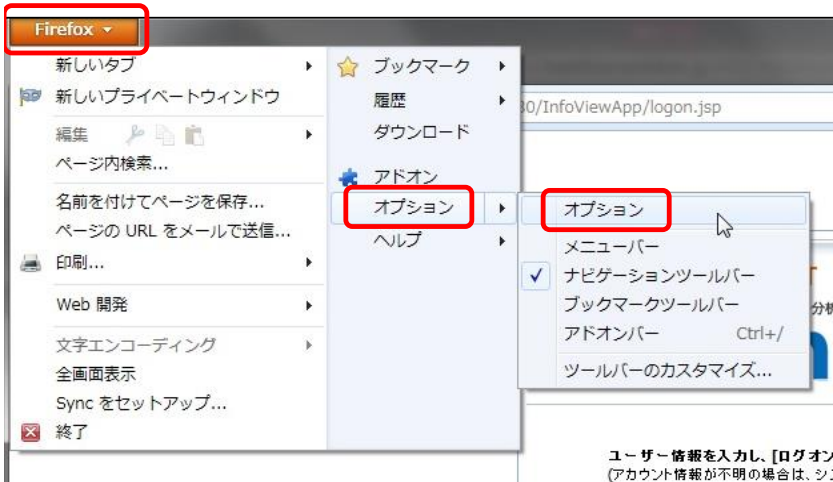 Firefox
新しいタブ
新しいプライベートウィンドウ
編集
ページ内検索...
名前を付けてページを保存...
ページの URL をメールで送信...
印刷...
Web 開発
文字エンコーディング
全画面表示
Sync をセットアップ...
終了
ブックマーク
履歴
ダウンロード
アドオン
オプション
ヘルプ
オプション
メニューバー
ナビゲーションツールバー
ブックマークツールバー
アドオンバー Ctrl+/
ツールバーのカスタマイズ...
30/InfoViewApp/logon.jsp
分析
ユーザー情報を入力し、[ログオン
(アカウント情報が不明の場合は、シス